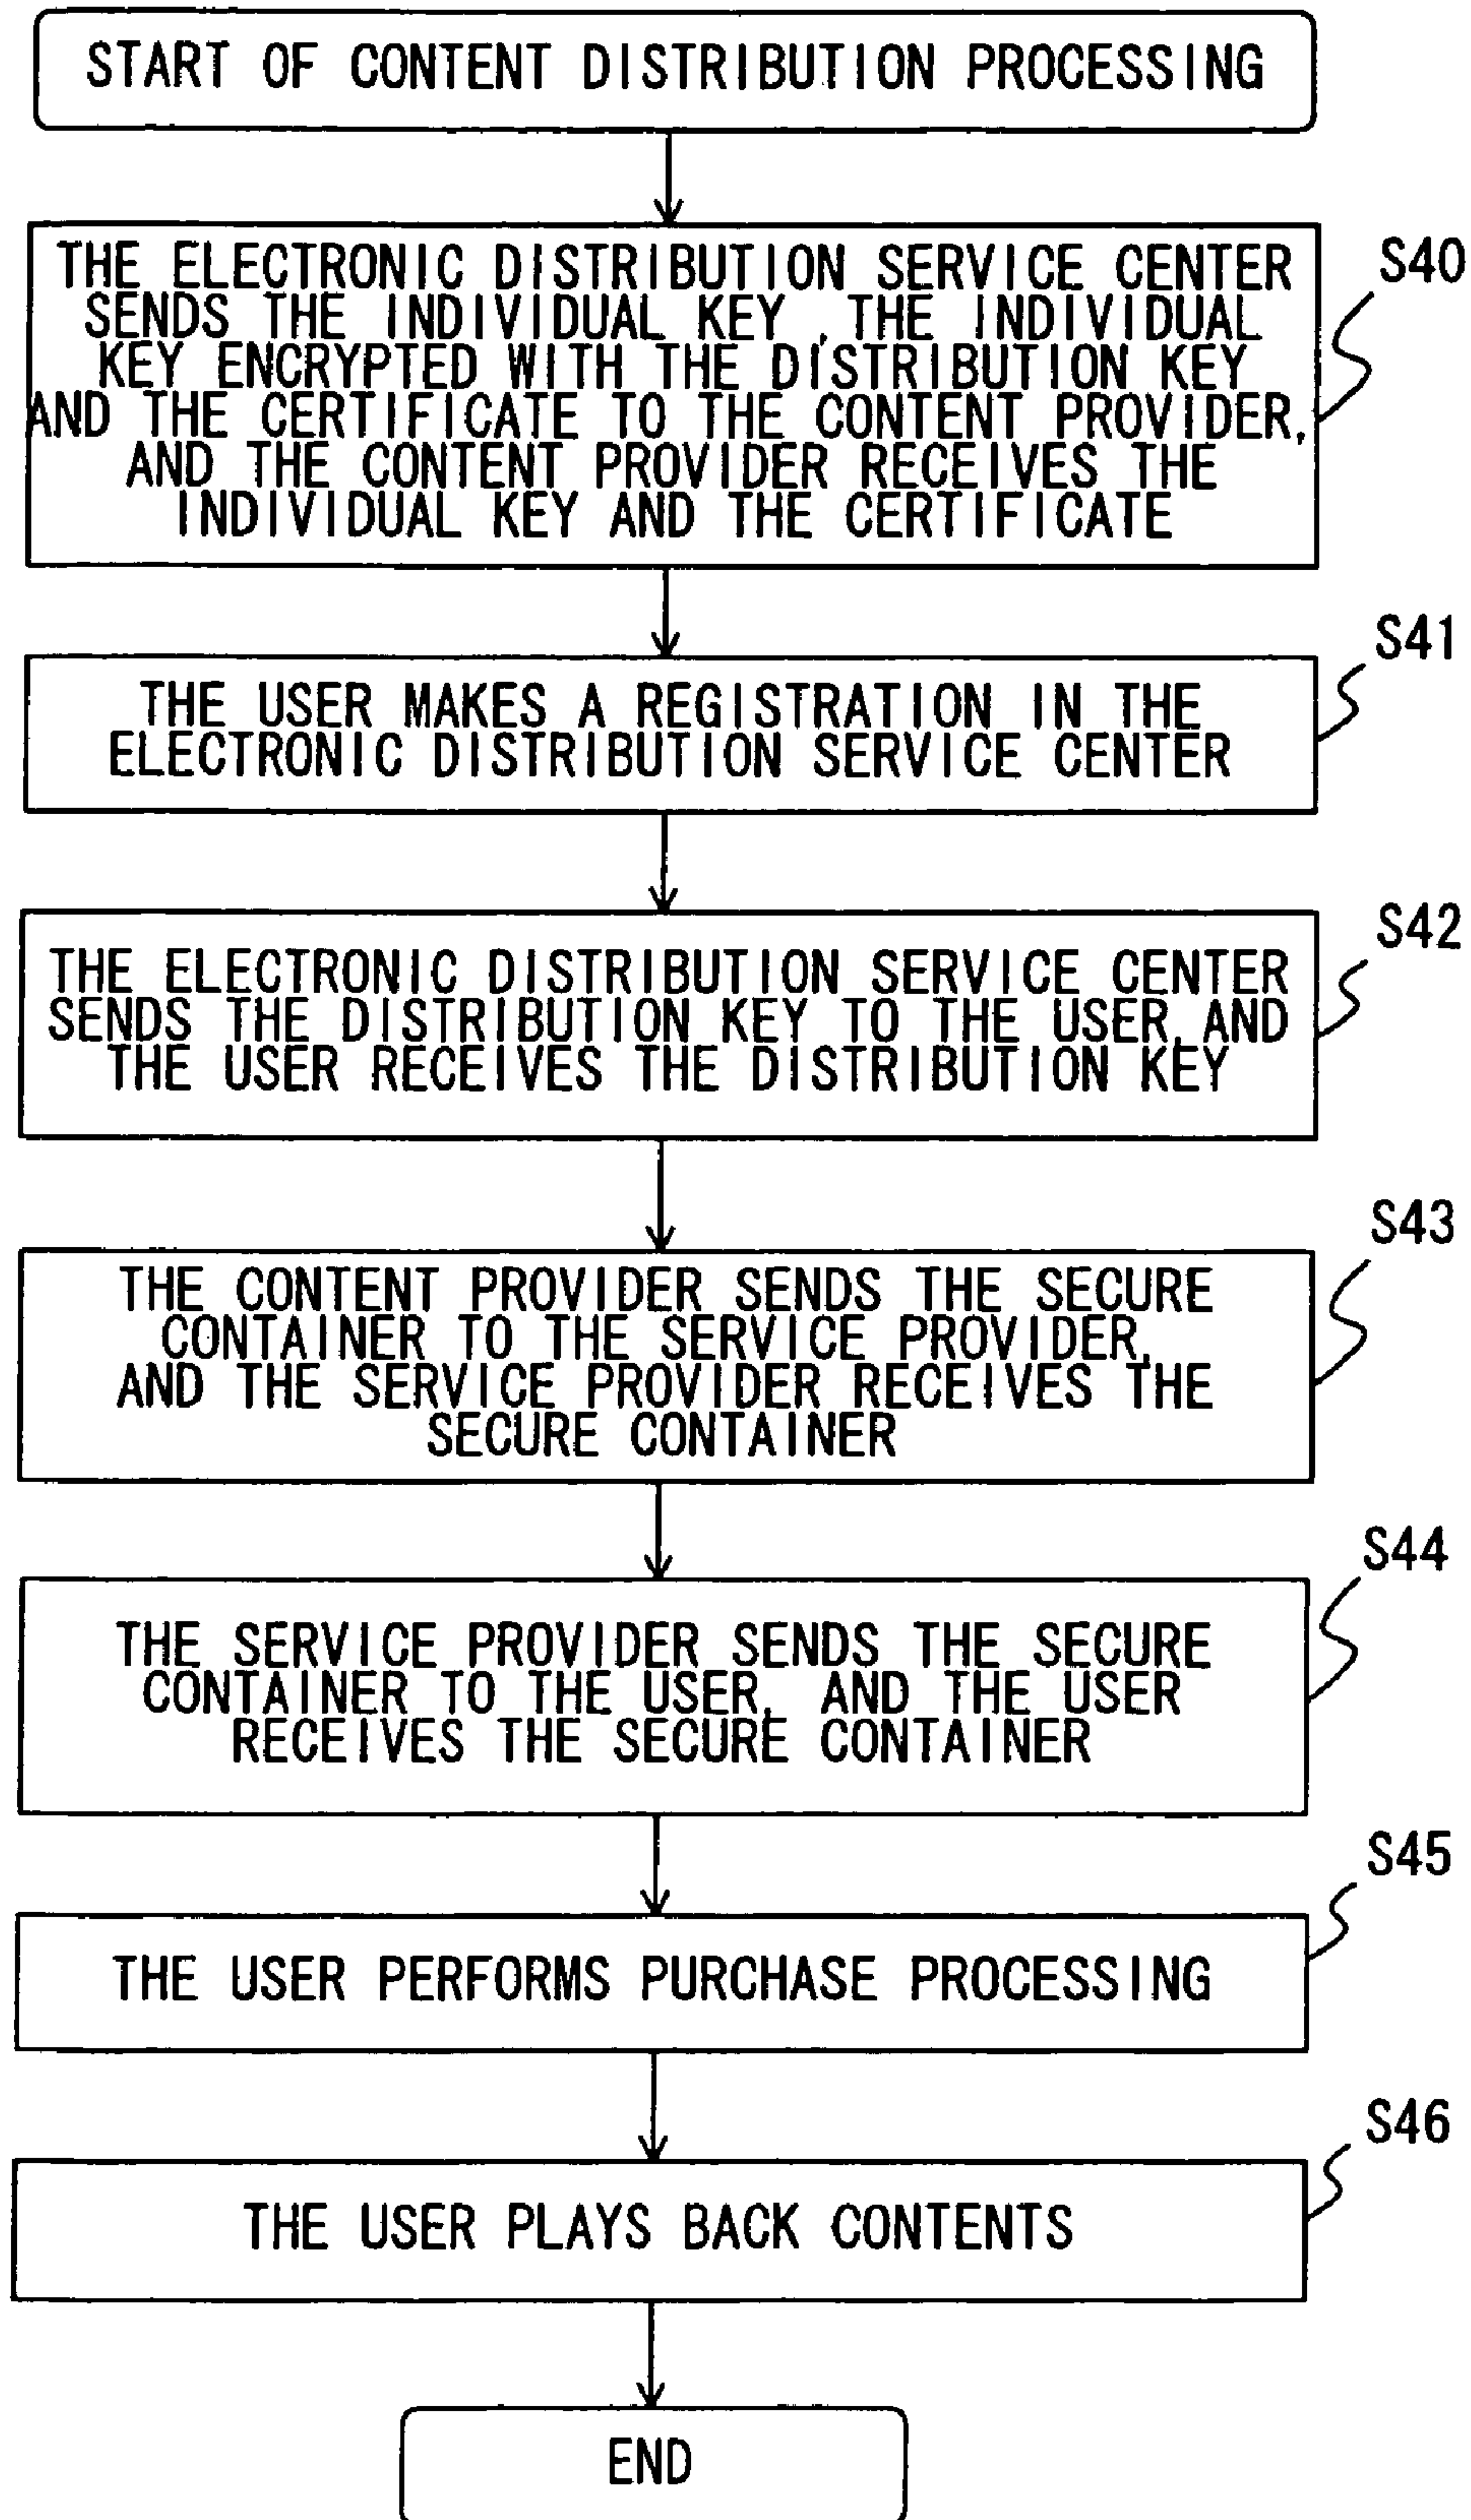 START OF CONTENT DISTRIBUTION PROCESSING
S40
THE ELECTRONIC DISTRIBUTION SERVICE CENTER
SENDS THE INDIVIDUAL KEY, THE INDIVIDUAL
KEY ENCRYPTED WITH THE DISTRIBUTION KEY
AND THE CERTIFICATE TO THE CONTENT PROVIDER,
AND THE CONTENT PROVIDER RECEIVES THE
INDIVIDUAL KEY AND THE CERTIFICATE
S41
THE USER MAKES A REGISTRATION IN THE
ELECTRONIC DISTRIBUTION SERVICE CENTER
S42
THE ELECTRONIC DISTRIBUTION SERVICE CENTER
SENDS THE DISTRIBUTION KEY TO THE USER, AND
THE USER RECEIVES THE DISTRIBUTION KEY
S43
THE CONTENT PROVIDER SENDS THE SECURE
CONTAINER TO THE SERVICE PROVIDER,
AND THE SERVICE PROVIDER RECEIVES THE
SECURE CONTAINER
S44
THE SERVICE PROVIDER SENDS THE SECURE
CONTAINER TO THE USER, AND THE USER
RECEIVES THE SECURE CONTAINER
S45
THE USER PERFORMS PURCHASE PROCESSING
S46
THE USER PLAYS BACK CONTENTS
END